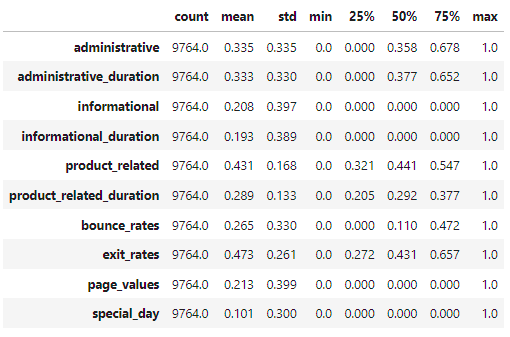 count mean std min 25% 50% 75% max
administrative 9764.0 0.335 0.335 0.0 0.000 0.358 0.678 1.0
administrative_duration 9764.0 0.333 0.330 0.0 0.000 0.377 0.652 1.0
informational 9764.0 0.208 0.397 0.0 0.000 0.000 0.000 1.0
informational_duration 9764.0 0.193 0.389 0.0 0.000 0.000 0.000 1.0
product_related 9764.0 0.431 0.168 0.0 0.321 0.441 0.547 1.0
product_related_duration 9764.0 0.289 0.133 0.0 0.205 0.292 0.377 1.0
bounce_rates 9764.0 0.265 0.330 0.0 0.000 0.110 0.472 1.0
exit_rates 9764.0 0.473 0.261 0.0 0.272 0.431 0.657 1.0
page_values 9764.0 0.213 0.399 0.0 0.000 0.000 0.000 1.0
special_day 9764.0 0.101 0.300 0.0 0.000 0.000 0.000 1.0